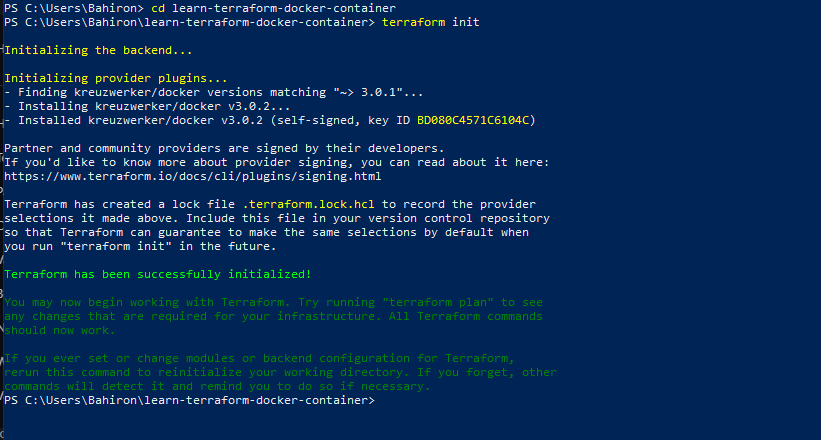 PS C:\Users\Bahiron> cd learn-terraform-docker-container
PS C:\Users\Bahiron\learn-terraform-docker-container> terraform init
Initializing the backend...
Initializing provider plugins...
- Finding kreuzwerker/docker versions matching "~> 3.0.1"...
- Installing kreuzwerker/docker v3.0.2...
- Installed kreuzwerker/docker v3.0.2 (self-signed, key ID BD080C4571C6104C)
Partner and community providers are signed by their developers.
If you'd like to know more about provider signing, you can read about it here:
https://www.terraform.io/docs/cli/plugins/signing.html
Terraform has created a lock file .terraform.lock.hcl to record the provider
selections it made above. Include this file in your version control repository
so that Terraform can guarantee to make the same selections by default when
you run "terraform init" in the future.
Terraform has been successfully initialized!
You may now begin working with Terraform. Try running "terraform plan" to see
any changes that are required for your infrastructure. All Terraform commands
should now work.
If you ever set or change modules or backend configuration for Terraform,
rerun this command to reinitialize your working directory. If you forget, other
commands will detect it and remind you to do so if necessary.
PS C:\Users\Bahiron\learn-terraform-docker-container>